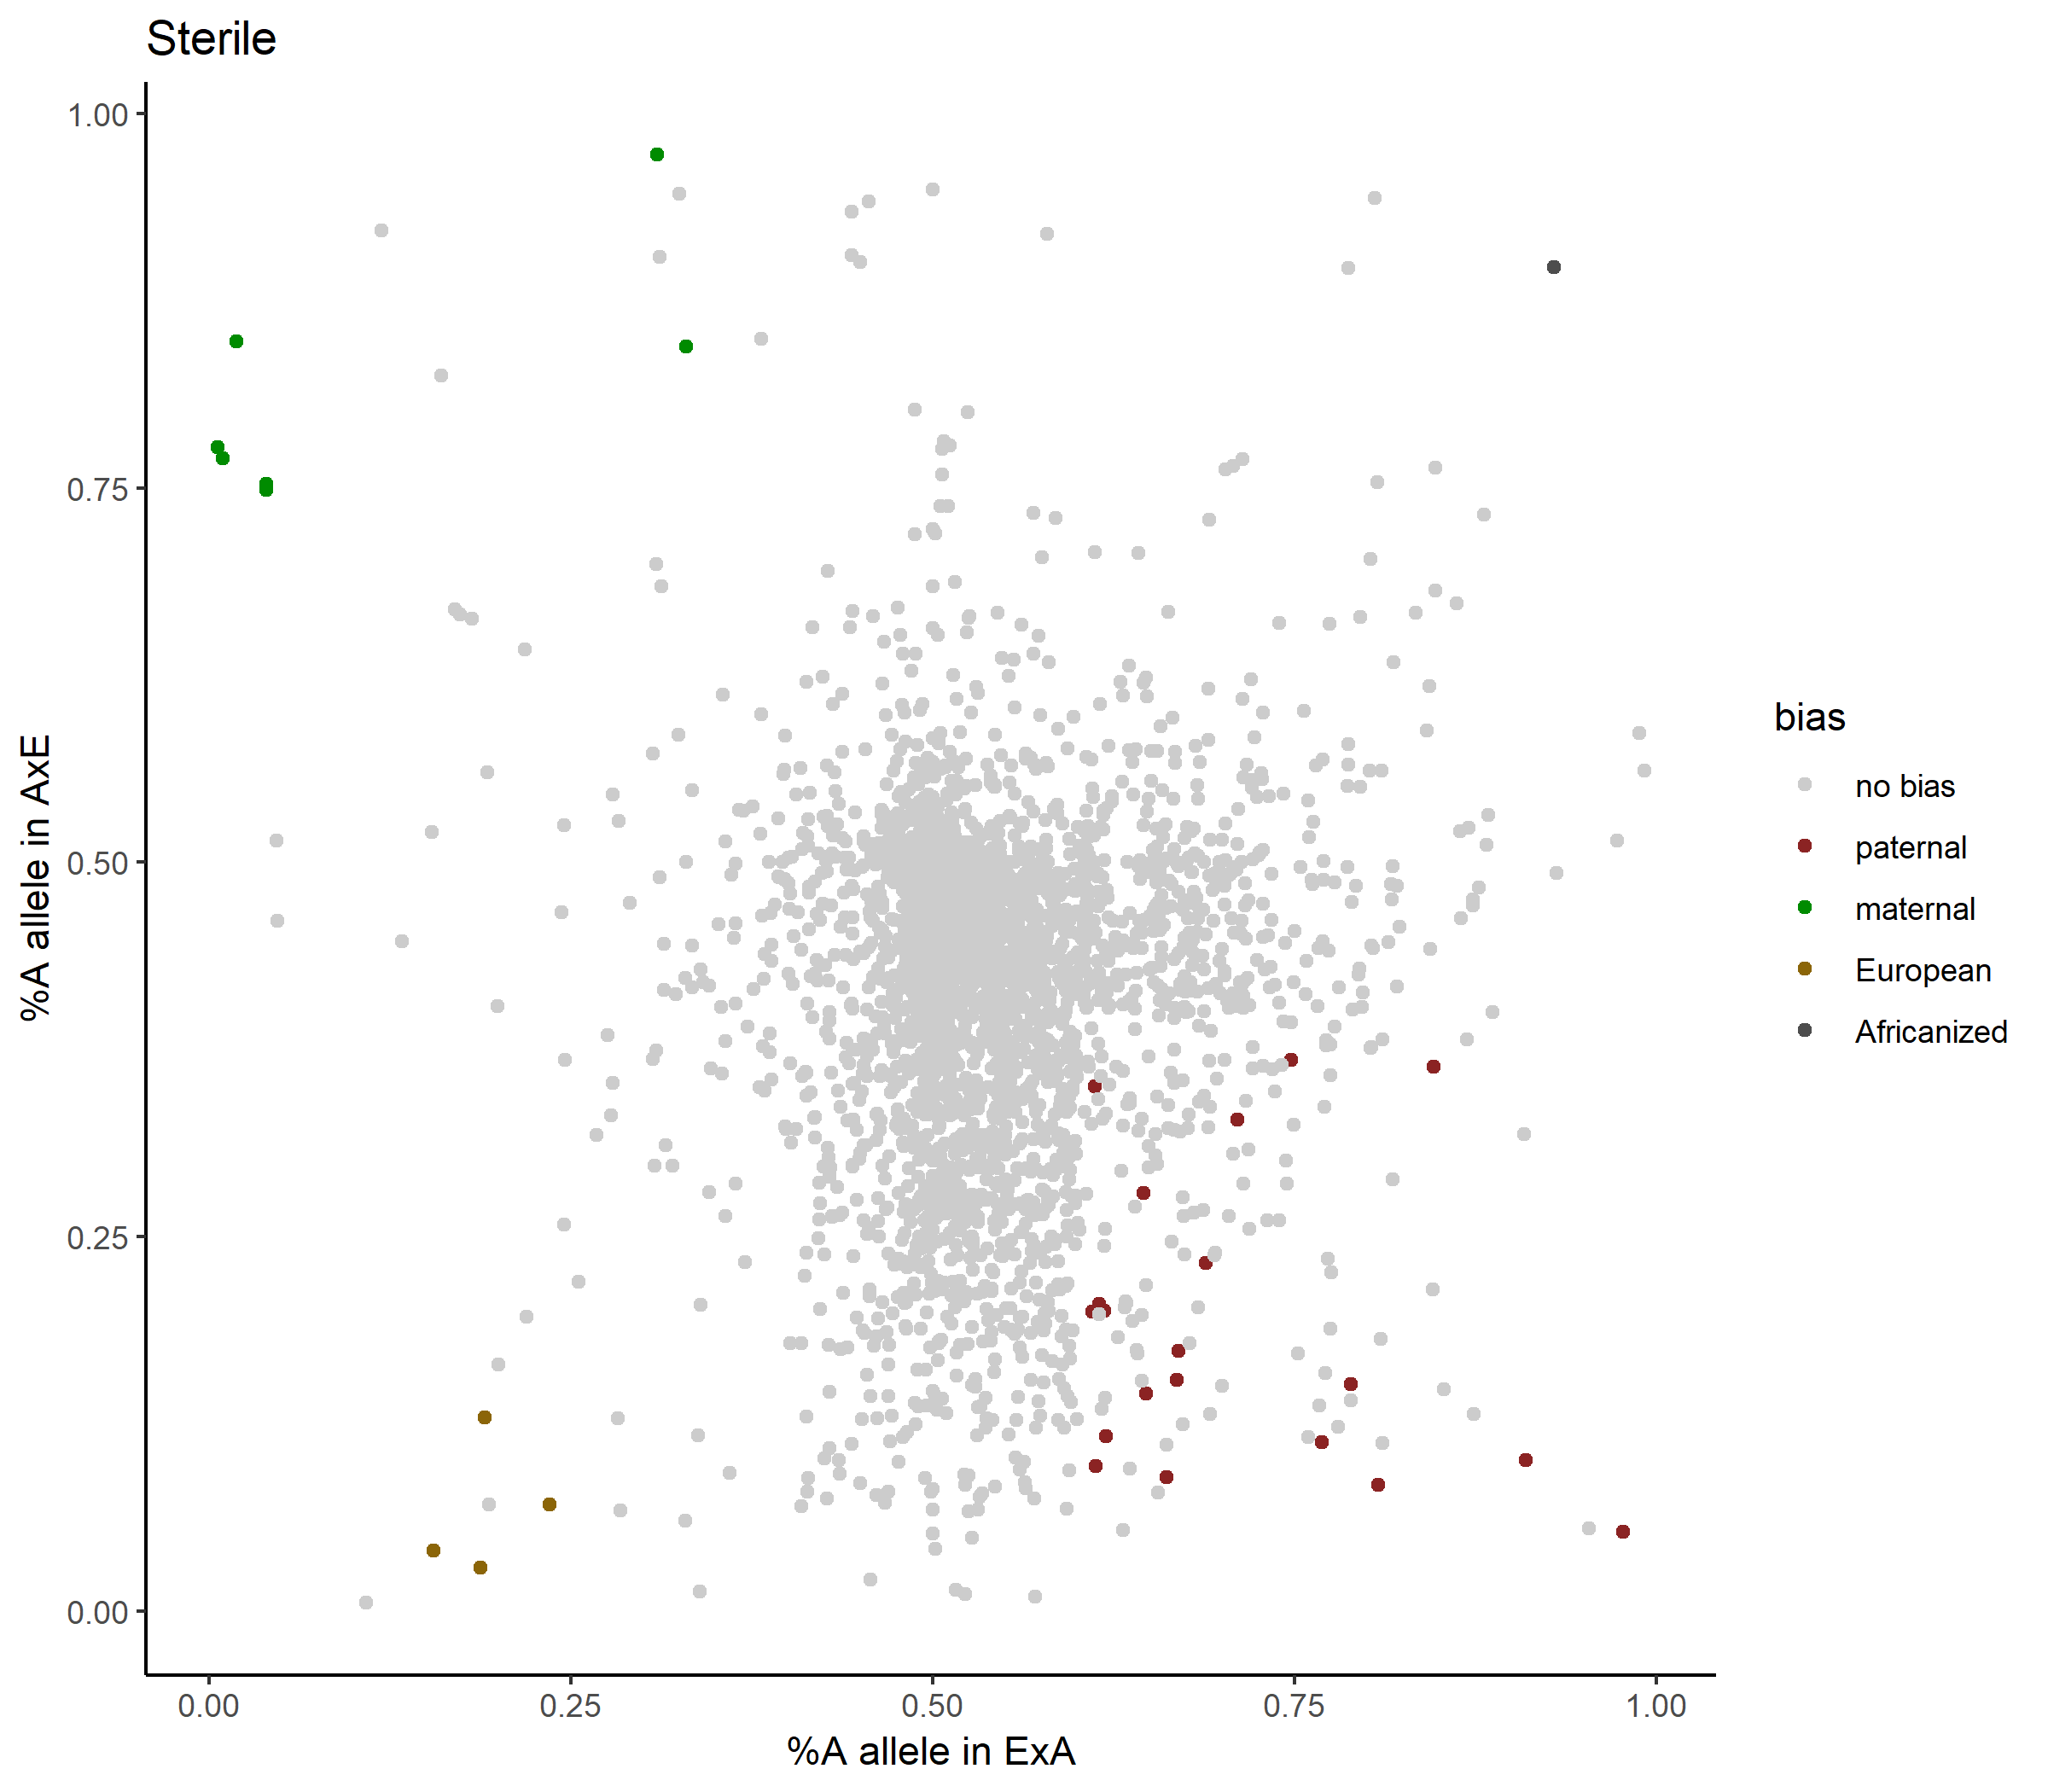 Sterile
1.00
0.75
0.50
0.25
0.00
%A allele in AxE
0.00 0.25 0.50 0.75 1.00
%A allele in ExA
bias
no bias
paternal
maternal
European
Africanized